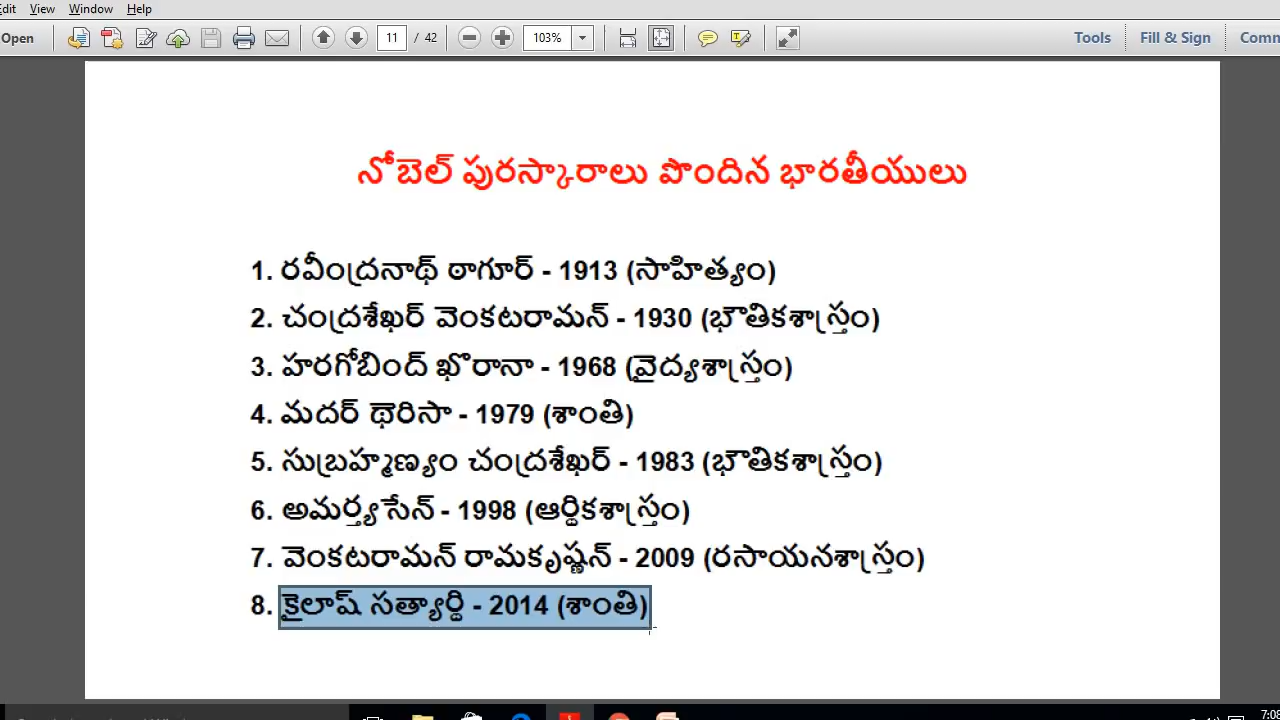 Edit View Window Help
Open 11 / 42 103% Tools Fill & Sign Comm
నోబెల్ పురస్కారాలు పొందిన భారతీయులు
1. రవీంద్రనాథ్ ఠాగూర్ - 1913 (సాహిత్యం)
2. చంద్రశేఖర్ వెంకటరామన్ - 1930 (భౌతికశాస్త్రం)
3. హరగోబింద్ ఖొరానా - 1968 (వైద్యశాస్త్రం)
4. మదర్ థెరిసా - 1979 (శాంతి)
5. సుబ్రహ్మణ్యం చంద్రశేఖర్ - 1983 (భౌతికశాస్త్రం)
6. అమర్త్యసేన్ - 1998 (ఆర్థికశాస్త్రం)
7. వెంకటరామన్ రామకృష్ణన్ - 2009 (రసాయనశాస్త్రం)
8. కైలాష్ సత్యార్థి - 2014 (శాంతి)
7:08